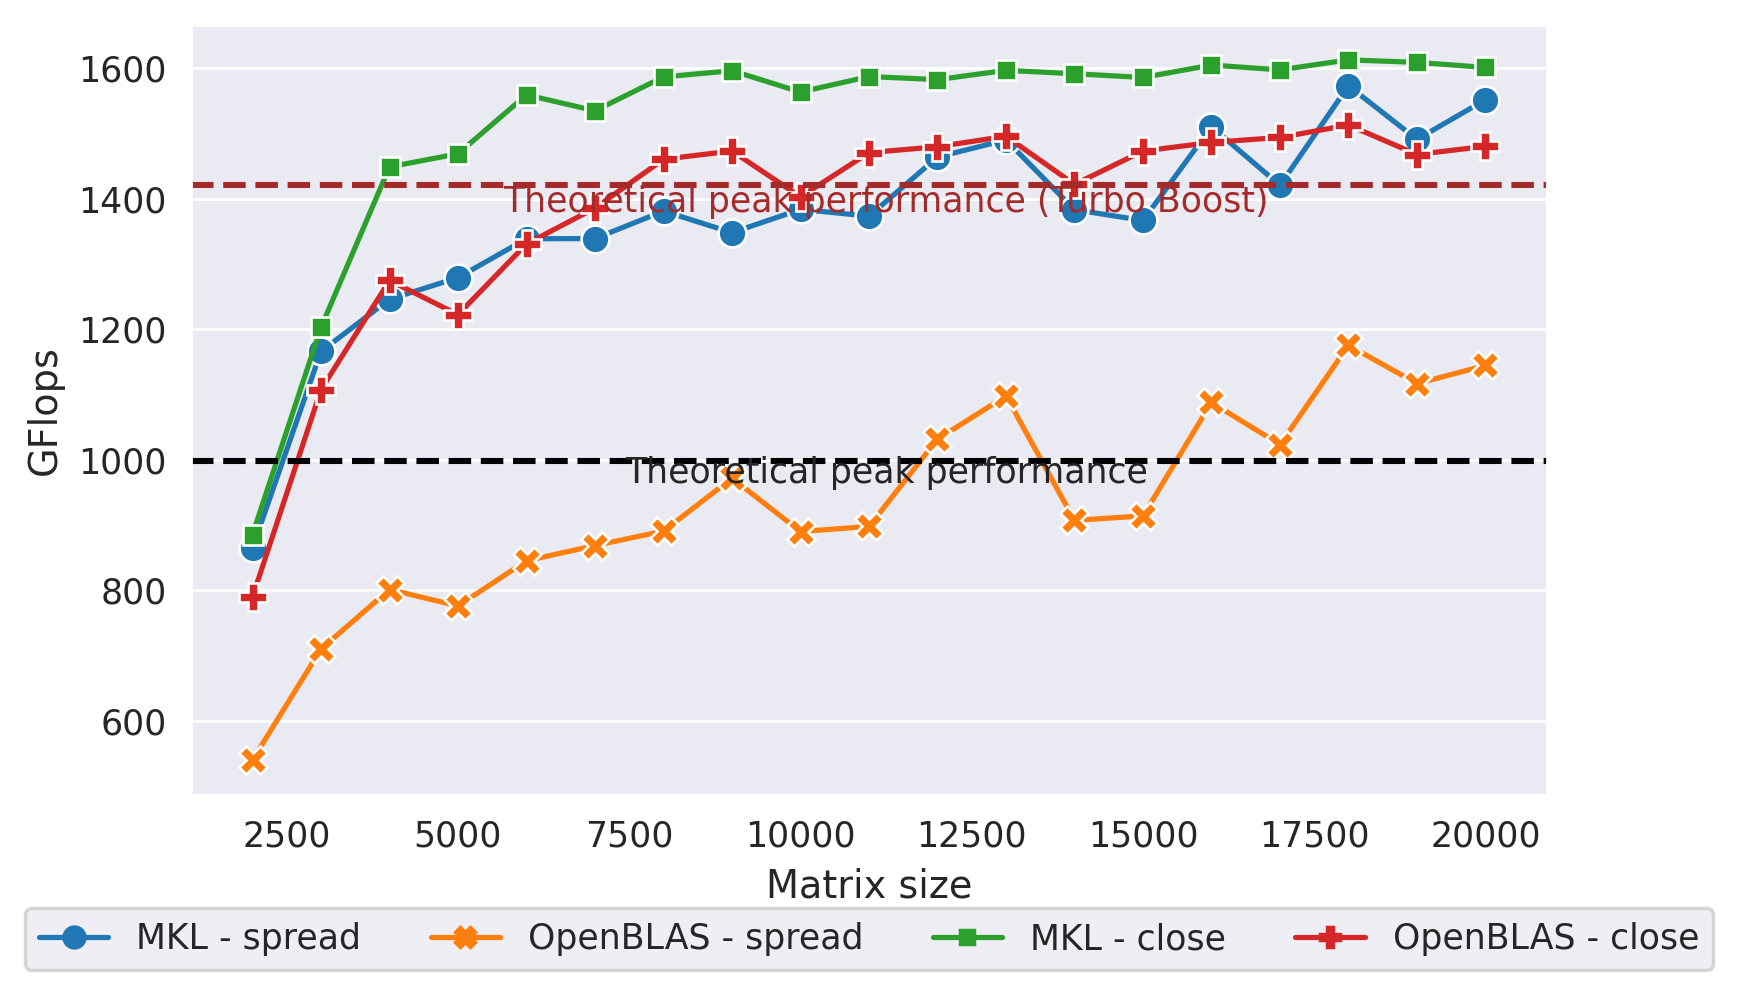 1600
1400
1200
1000
800
600
GFlops
Theoretical peak performance (Turbo Boost)
Theoretical peak performance
2500 5000 7500 10000 12500 15000 17500 20000
Matrix size
MKL - spread OpenBLAS - spread MKL - close OpenBLAS - close